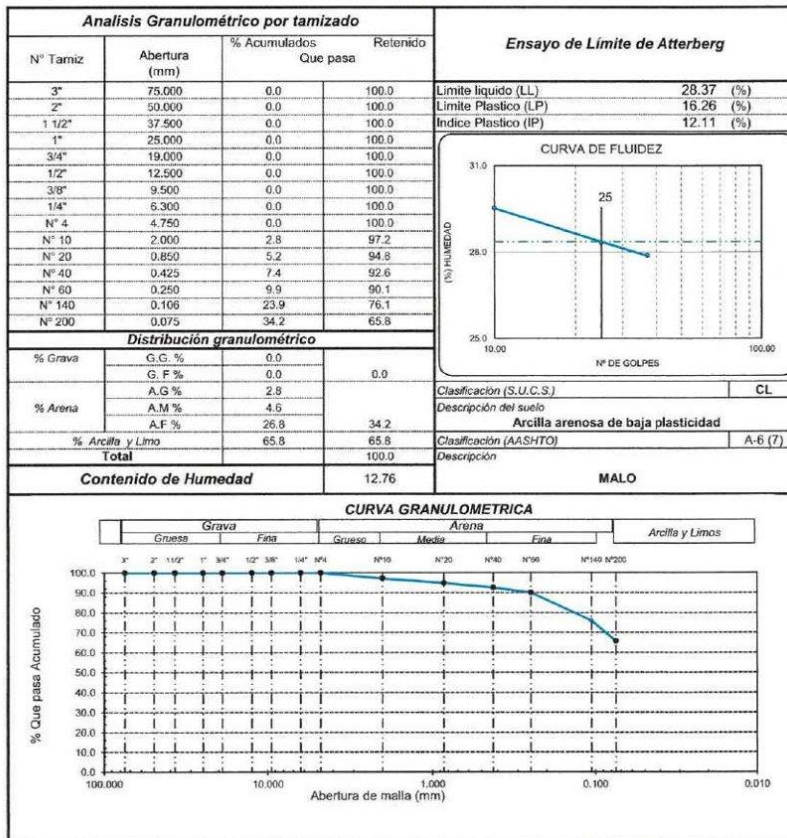 Analisis Granulométrico por tamizado
N° Tamiz Abertura (mm) % Acumulados Retenido
Que pasa
3" 75.000 0.0 100.0
2" 50.000 0.0 100.0
1 1/2" 37.500 0.0 100.0
1" 25.000 0.0 100.0
3/4" 19.000 0.0 100.0
1/2" 12.500 0.0 100.0
3/8" 9.500 0.0 100.0
1/4" 6.300 0.0 100.0
N° 4 4.750 0.0 100.0
N° 10 2.000 2.8 97.2
N° 20 0.850 5.2 94.8
N° 40 0.425 7.4 92.6
N° 60 0.250 9.9 90.1
N° 140 0.106 23.9 76.1
N° 200 0.075 34.2 65.8
Distribución granulométrico
% Grava G.G. % 0.0
G. F % 0.0 0.0
A.G % 2.8
% Arena A.M % 4.6
A.F % 26.8 34.2
% Arcilla y Limo 65.8 65.8
Total 100.0
Contenido de Humedad 12.76
Ensayo de Límite de Atterberg
Limite liquido (LL) 28.37 (%)
Limite Plastico (LP) 16.26 (%)
Indice Plastico (IP) 12.11 (%)
CURVA DE FLUIDEZ
31.0
25
28.0
(%) HUMEDAD
25.0
10.00 100.00
Nº DE GOLPES
Clasificación (S.U.C.S.) CL
Descripción del suelo
Arcilla arenosa de baja plasticidad
Clasificación (AASHTO) A-6 (7)
Descripción
MALO
CURVA GRANULOMETRICA
Grava Arena Arcilla y Limos
Gruesa Fina Grueso Media Fina
3" 2" 11/2" 1" 3/4" 1/2" 3/8" 1/4" Nº4 Nº10 Nº20 Nº40 Nº60 Nº140 Nº200
100.0
90.0
80.0
70.0
60.0
50.0
40.0
30.0
20.0
10.0
0.0
% Que pasa Acumulado
100.000 10.000 1.000 0.100 0.010
Abertura de malla (mm)